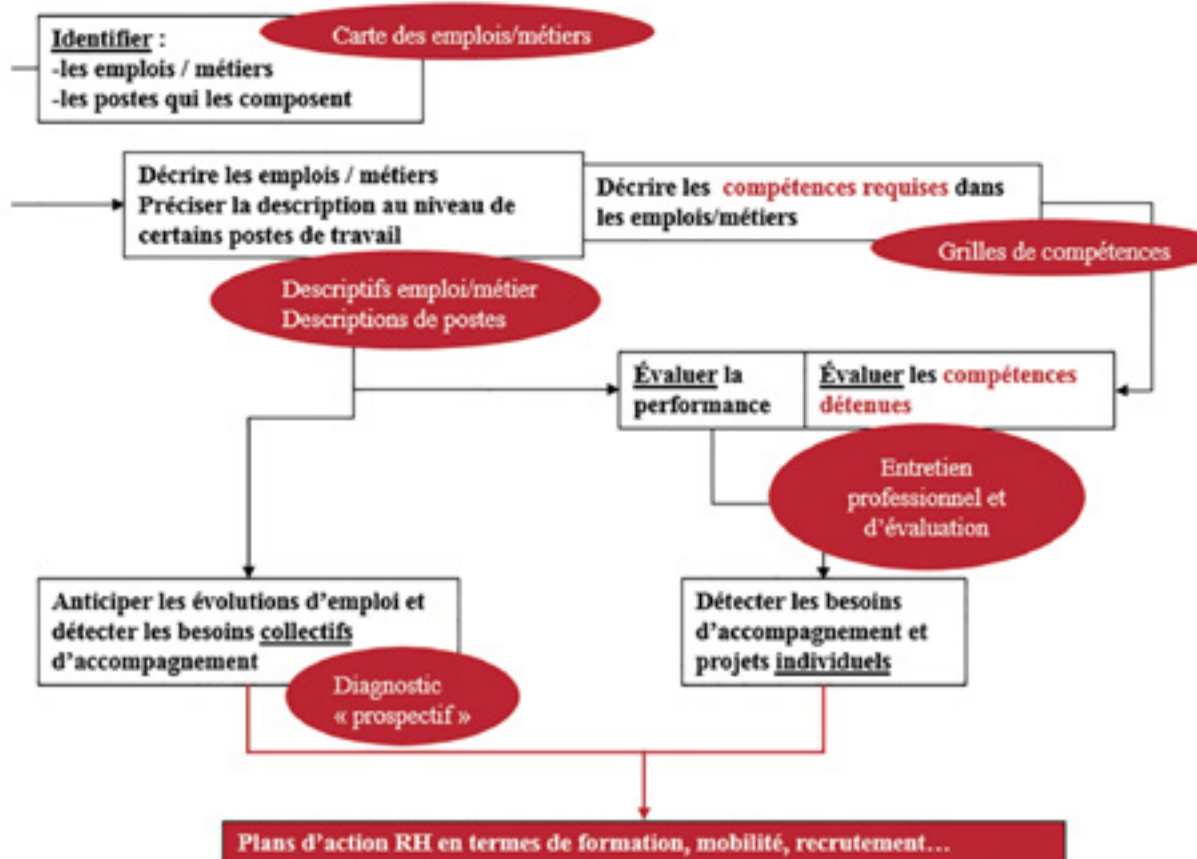 Identifier :
-les emplois / métiers
-les postes qui les composent
Carte des emplois/métiers
Décrire les emplois / métiers
Préciser la description au niveau de
certains postes de travail
Décrire les compétences requises dans
les emplois/métiers
Grilles de compétences
Descriptifs emploi/métier
Descriptions de postes
Évaluer la
performance
Évaluer les compétences
détenues
Entretien
professionnel et
d’évaluation
Anticiper les évolutions d’emploi et
détecter les besoins collectifs
d’accompagnement
Diagnostic
« prospectif »
Détecter les besoins
d’accompagnement et
projets individuels
Plans d’action RH en termes de formation, mobilité, recrutement…